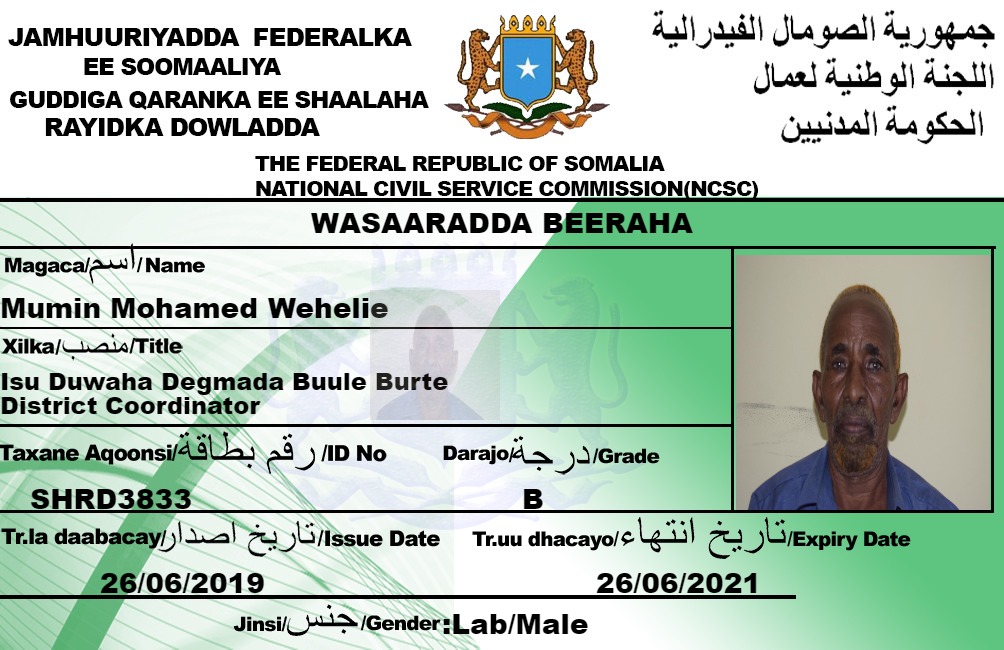 JAMHUURIYADDA FEDERALKA
EE SOOMAALIYA
GUDDIGA QARANKA EE SHAALAHA
RAYIDKA DOWLADDA
جمهورية الصومال الفيدرالية
اللجنة الوطنية لعمال
الحكومة المدنيين
THE FEDERAL REPUBLIC OF SOMALIA
NATIONAL CIVIL SERVICE COMMISSION(NCSC)
WASAARADDA BEERAHA
Magaca/اسم/Name
Mumin Mohamed Wehelie
Xilka/منصب/Title
Isu Duwaha Degmada Buule Burte
District Coordinator
Taxane Aqoonsi/رقم بطاقة/ID No
SHRD3833
Darajo/درجة/Grade
B
Tr.la daabacay/تاريخ اصدار/Issue Date
26/06/2019
Tr.uu dhacayo/تاريخ انتهاء/Expiry Date
26/06/2021
Jinsi/جنس/Gender:Lab/Male